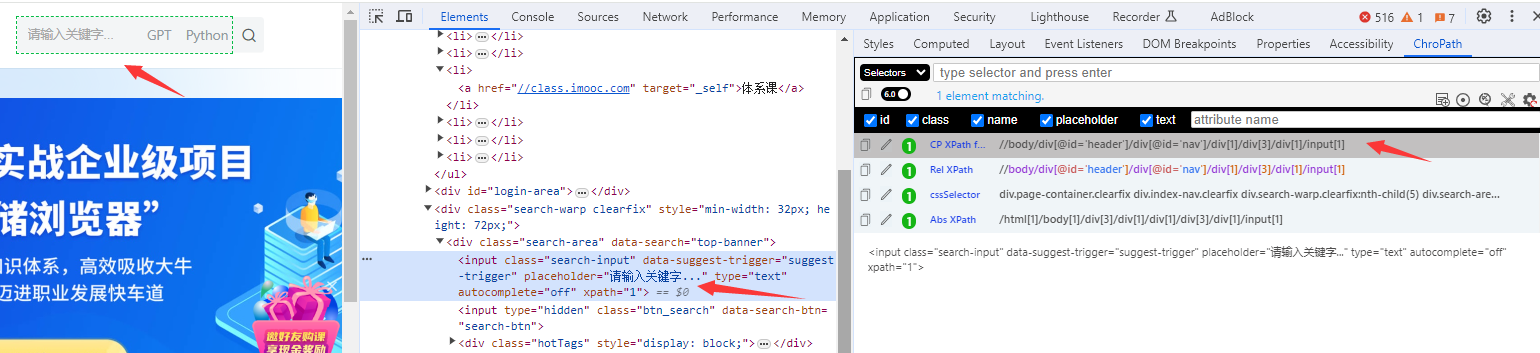 请输入关键字... GPT Python
实战企业级项目
储浏览器”
识体系，高效吸收大牛
迈进职业发展快车道
邀好友购课
享现金奖励
Elements Console Sources Network Performance Memory Application Security Lighthouse Recorder AdBlock 516 1 7
<li>⋯</li>
<li>⋯</li>
<li>
<a href="//class.imooc.com" target="_self">体系课</a>
</li>
<li>⋯</li>
<li>⋯</li>
<li>⋯</li>
</ul>
<div id="login-area">⋯</div>
<div class="search-warp clearfix" style="min-width: 32px; he
ight: 72px;">
<div class="search-area" data-search="top-banner">
<input class="search-input" data-suggest-trigger="suggest
-trigger" placeholder="请输入关键字..." type="text"
autocomplete="off" xpath="1"> == $0
<input type="hidden" class="btn_search" data-search-btn=
"search-btn">
<div class="hotTags" style="display: block;">⋯</div>
Styles Computed Layout Event Listeners DOM Breakpoints Properties Accessibility ChroPath
Selectors type selector and press enter
6.0 1 element matching.
id class name placeholder text attribute name
1 CP XPath f... //body/div[@id='header']/div[@id='nav']/div[1]/div[3]/div[1]/input[1]
1 Rel XPath //body/div[@id='header']/div[@id='nav']/div[1]/div[3]/div[1]/input[1]
1 cssSelector div.page-container.clearfix div.index-nav.clearfix div.search-warp.clearfix:nth-child(5) div.search-are...
1 Abs XPath /html[1]/body[1]/div[3]/div[1]/div[1]/div[3]/div[1]/input[1]
<input class="search-input" data-suggest-trigger="suggest-trigger" placeholder="请输入关键字..." type="text" autocomplete="off"
xpath="1">